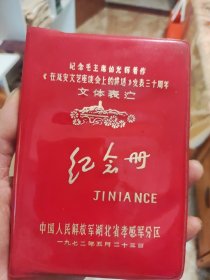 纪念毛主席的光辉著作
《在延安文艺座谈会上的讲话》发表三十周年
文体表汇
纪念册
JINIANCE
中国人民解放军湖北省孝感军分区
一九七二年五月二十三日